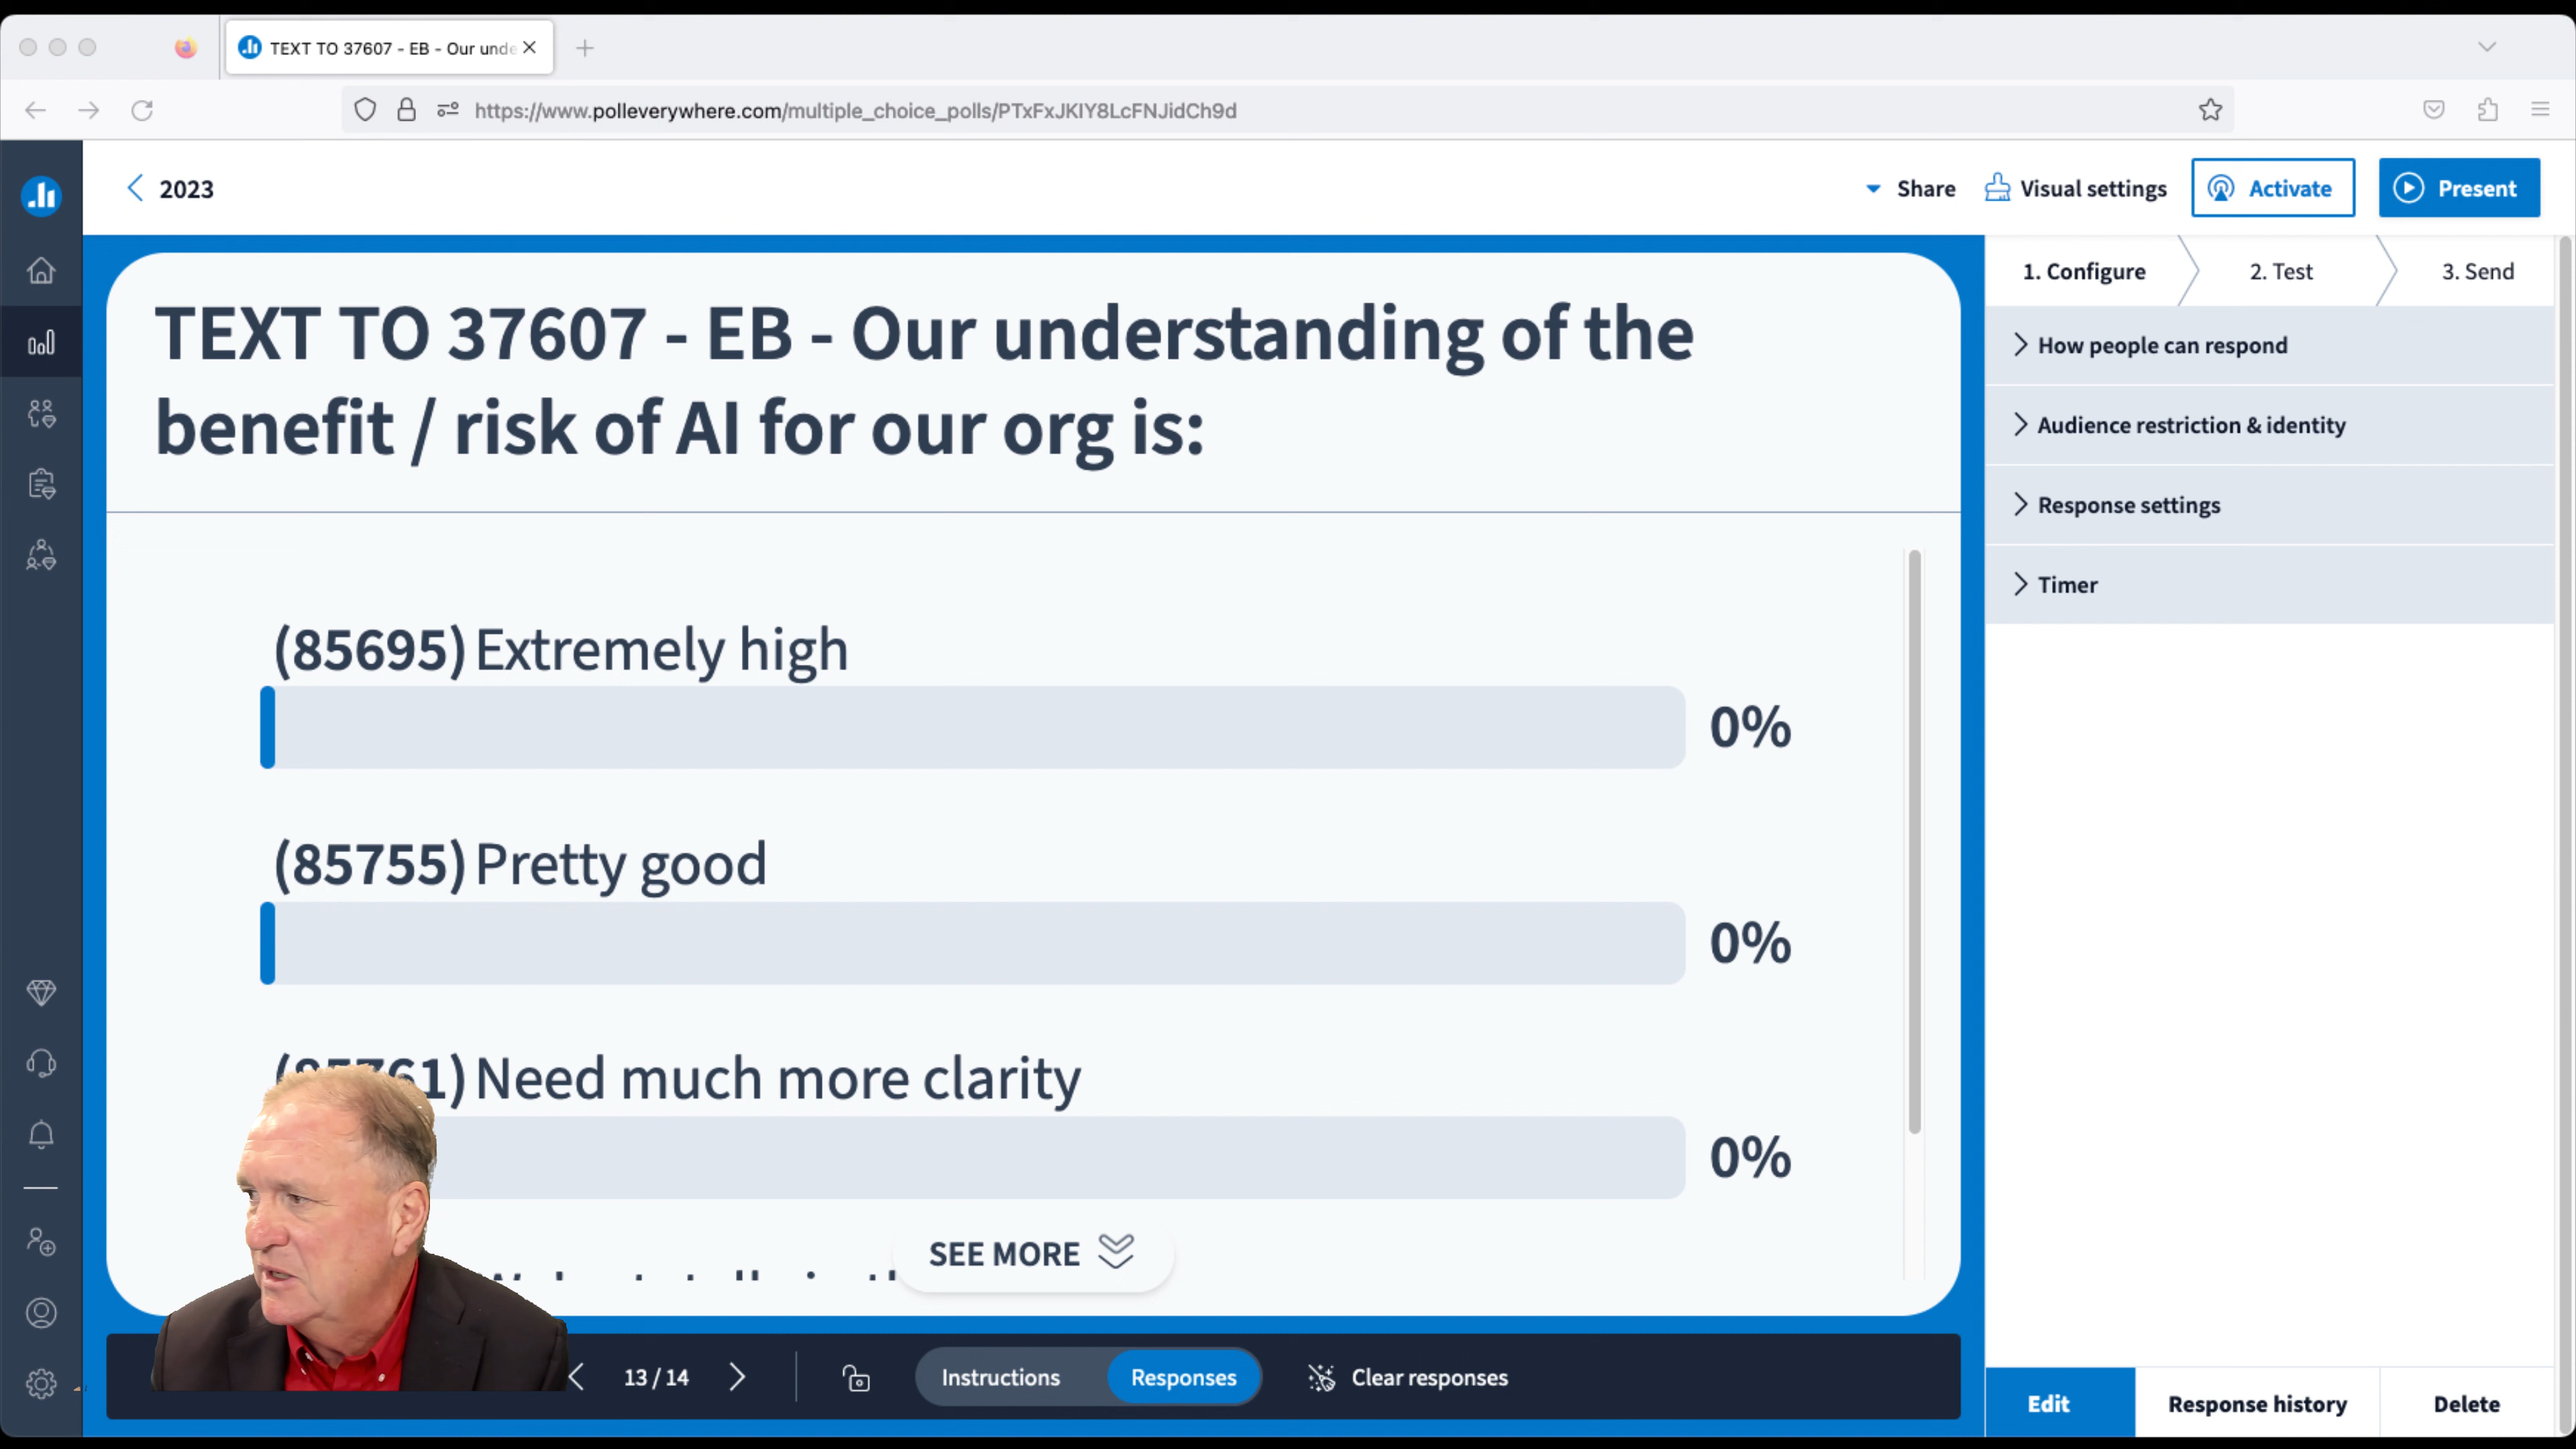 TEXT TO 37607 - EB - Our unde
https://www.polleverywhere.com/multiple_choice_polls/PTxFxJKIY8LcFNJidCh9d
2023
Share
Visual settings
Activate
Present
1. Configure
2. Test
3. Send
TEXT TO 37607 - EB - Our understanding of the
benefit / risk of AI for our org is:
How people can respond
Audience restriction & identity
Response settings
Timer
(85695) Extremely high
0%
(85755) Pretty good
0%
Need much more clarity
0%
SEE MORE
13 / 14
Instructions
Responses
Clear responses
Edit
Response history
Delete